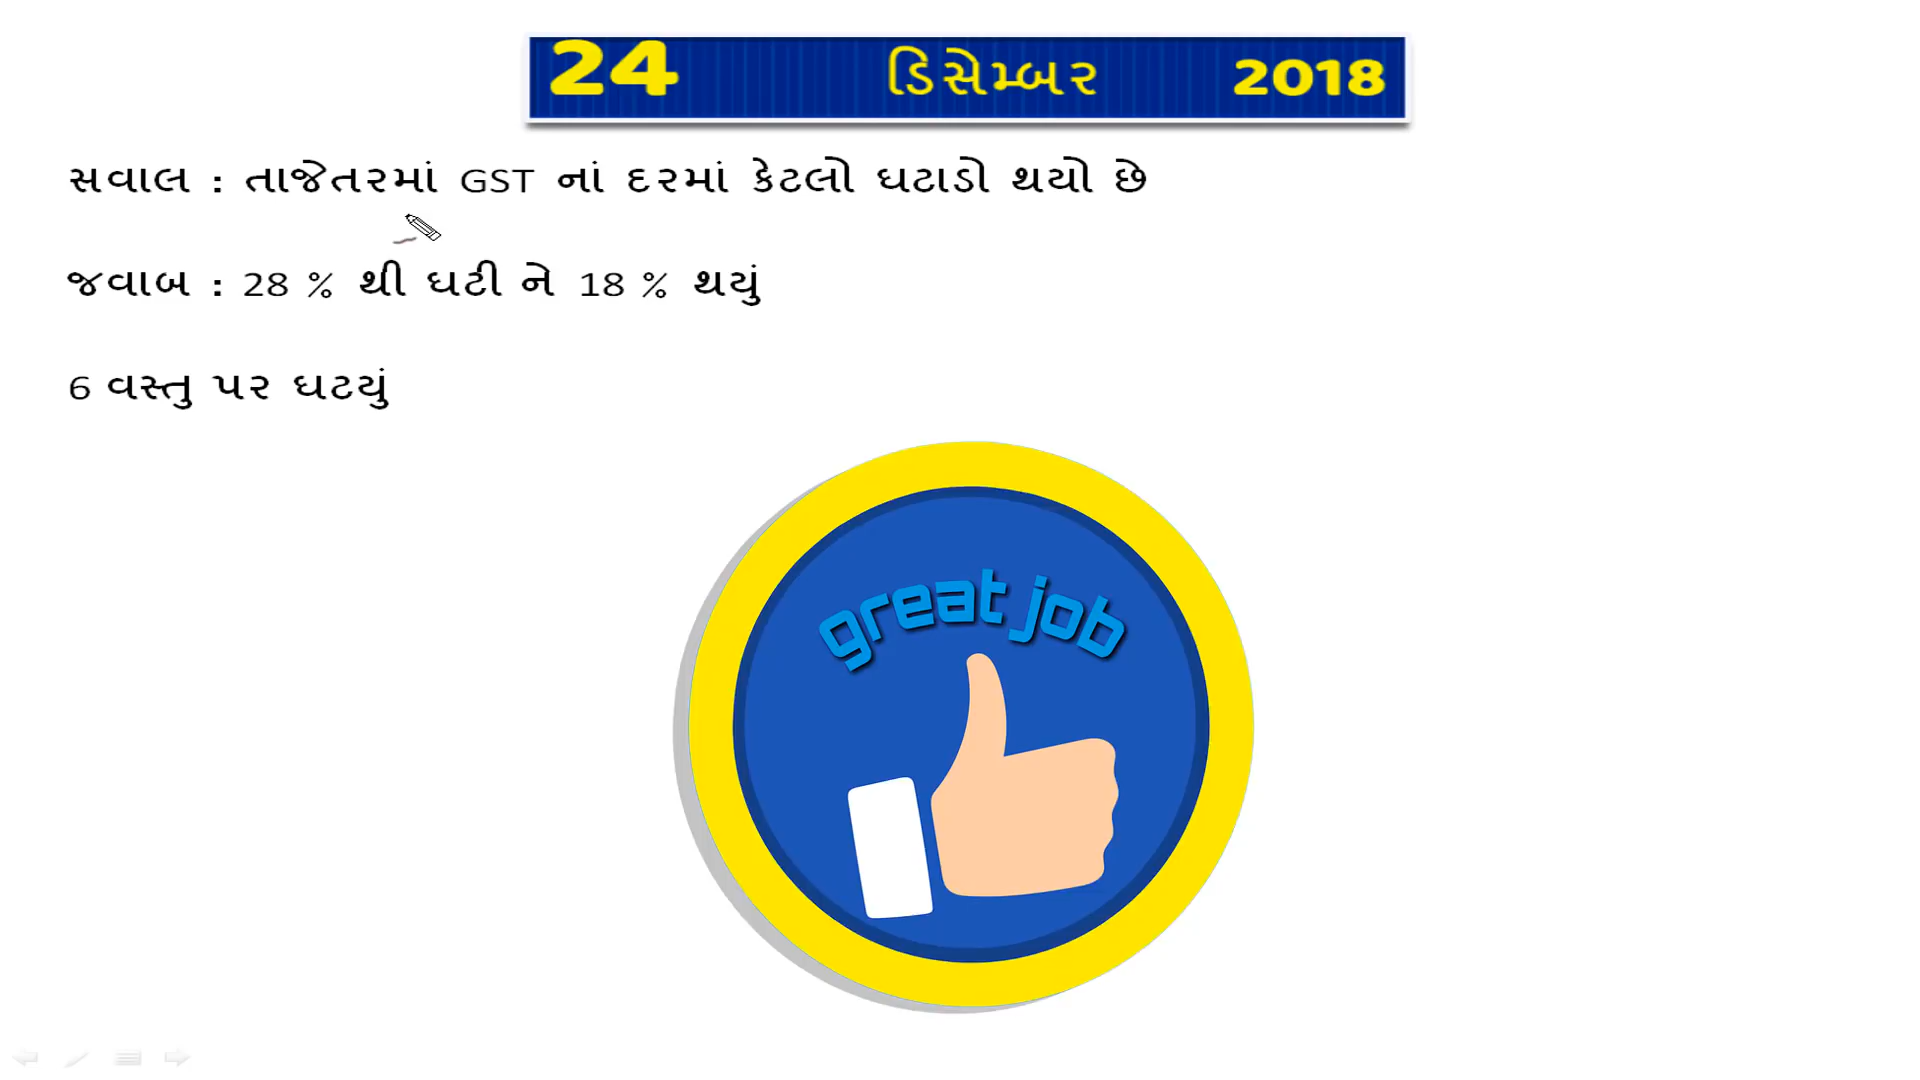 24 ડિસેમ્બર 2018
સવાલ : તાજેતરમાં GST નાં દરમાં કેટલો ઘટાડો થયો છે
જવાબ : 28 % થી ઘટી ને 18 % થયું
6 વસ્તુ પર ઘટયું
great job